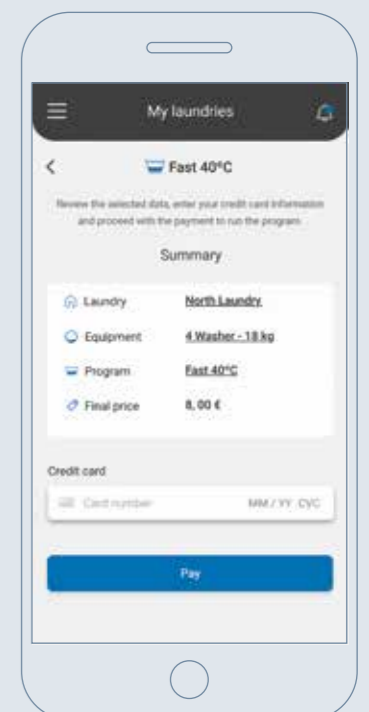 My laundries
Fast 40°C
Review the selected data, enter your credit card information
and proceed with the payment to run the program
Summary
Laundry North Laundry
Equipment 4 Washer - 18 kg
Program Fast 40°C
Final price 8, 00 €
Credit card
Card number MM / YY CVC
Pay